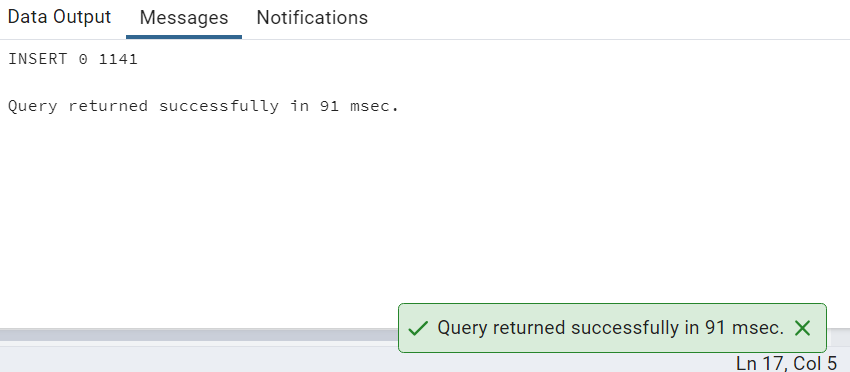 Data Output Messages Notifications
INSERT 0 1141
Query returned successfully in 91 msec.
Query returned successfully in 91 msec.
Ln 17, Col 5